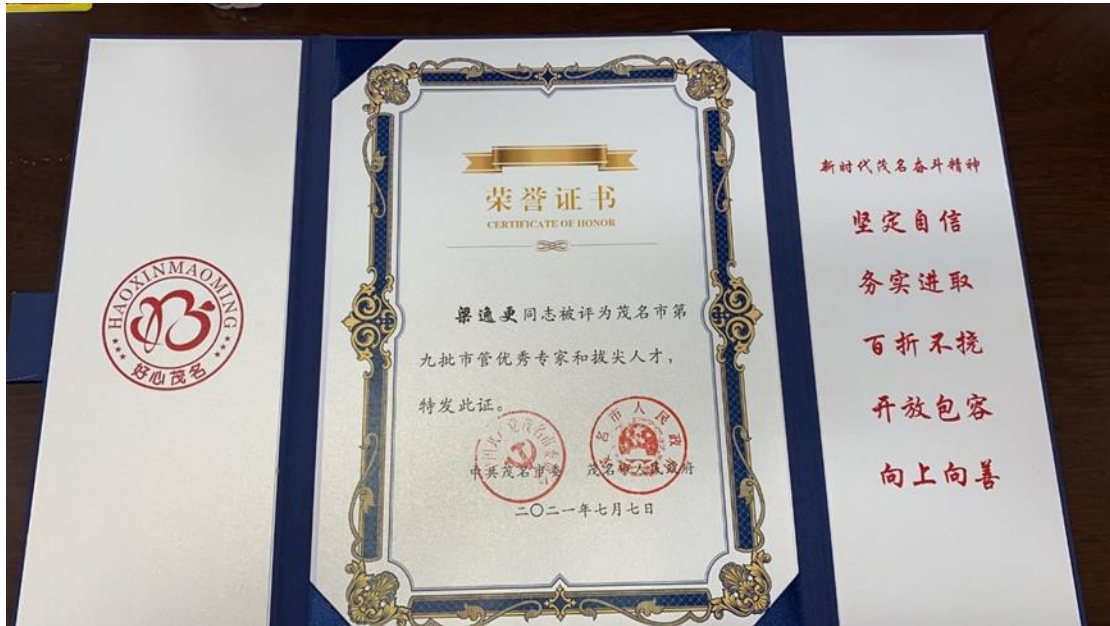 HAOXINMAOMING
好心茂名
荣誉证书
CERTIFICATE OF HONOR
梁逸更同志被评为茂名市第
九批市管优秀专家和拔尖人才，
特发此证。
中共茂名市委 茂名市人民政府
二〇二一年七月七日
新时代茂名奋斗精神
坚定自信
务实进取
百折不挠
开放包容
向上向善